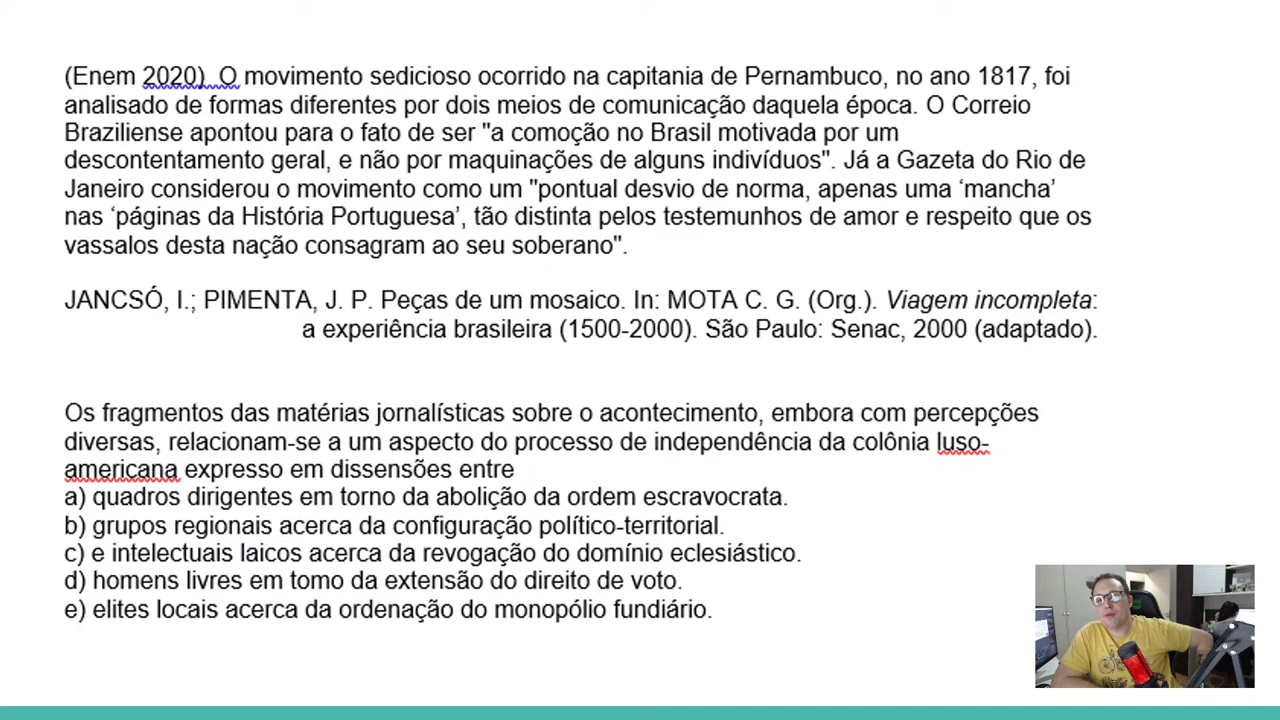 (Enem 2020). O movimento sedicioso ocorrido na capitania de Pernambuco, no ano 1817, foi
analisado de formas diferentes por dois meios de comunicação daquela época. O Correio
Braziliense apontou para o fato de ser "a comoção no Brasil motivada por um
descontentamento geral, e não por maquinações de alguns indivíduos". Já a Gazeta do Rio de
Janeiro considerou o movimento como um "pontual desvio de norma, apenas uma ‘mancha’
nas ‘páginas da História Portuguesa’, tão distinta pelos testemunhos de amor e respeito que os
vassalos desta nação consagram ao seu soberano".
JANCSÓ, I.; PIMENTA, J. P. Peças de um mosaico. In: MOTA C. G. (Org.). Viagem incompleta:
a experiência brasileira (1500-2000). São Paulo: Senac, 2000 (adaptado).
Os fragmentos das matérias jornalísticas sobre o acontecimento, embora com percepções
diversas, relacionam-se a um aspecto do processo de independência da colônia luso-
americana expresso em dissensões entre
a) quadros dirigentes em torno da abolição da ordem escravocrata.
b) grupos regionais acerca da configuração político-territorial.
c) e intelectuais laicos acerca da revogação do domínio eclesiástico.
d) homens livres em tomo da extensão do direito de voto.
e) elites locais acerca da ordenação do monopólio fundiário.